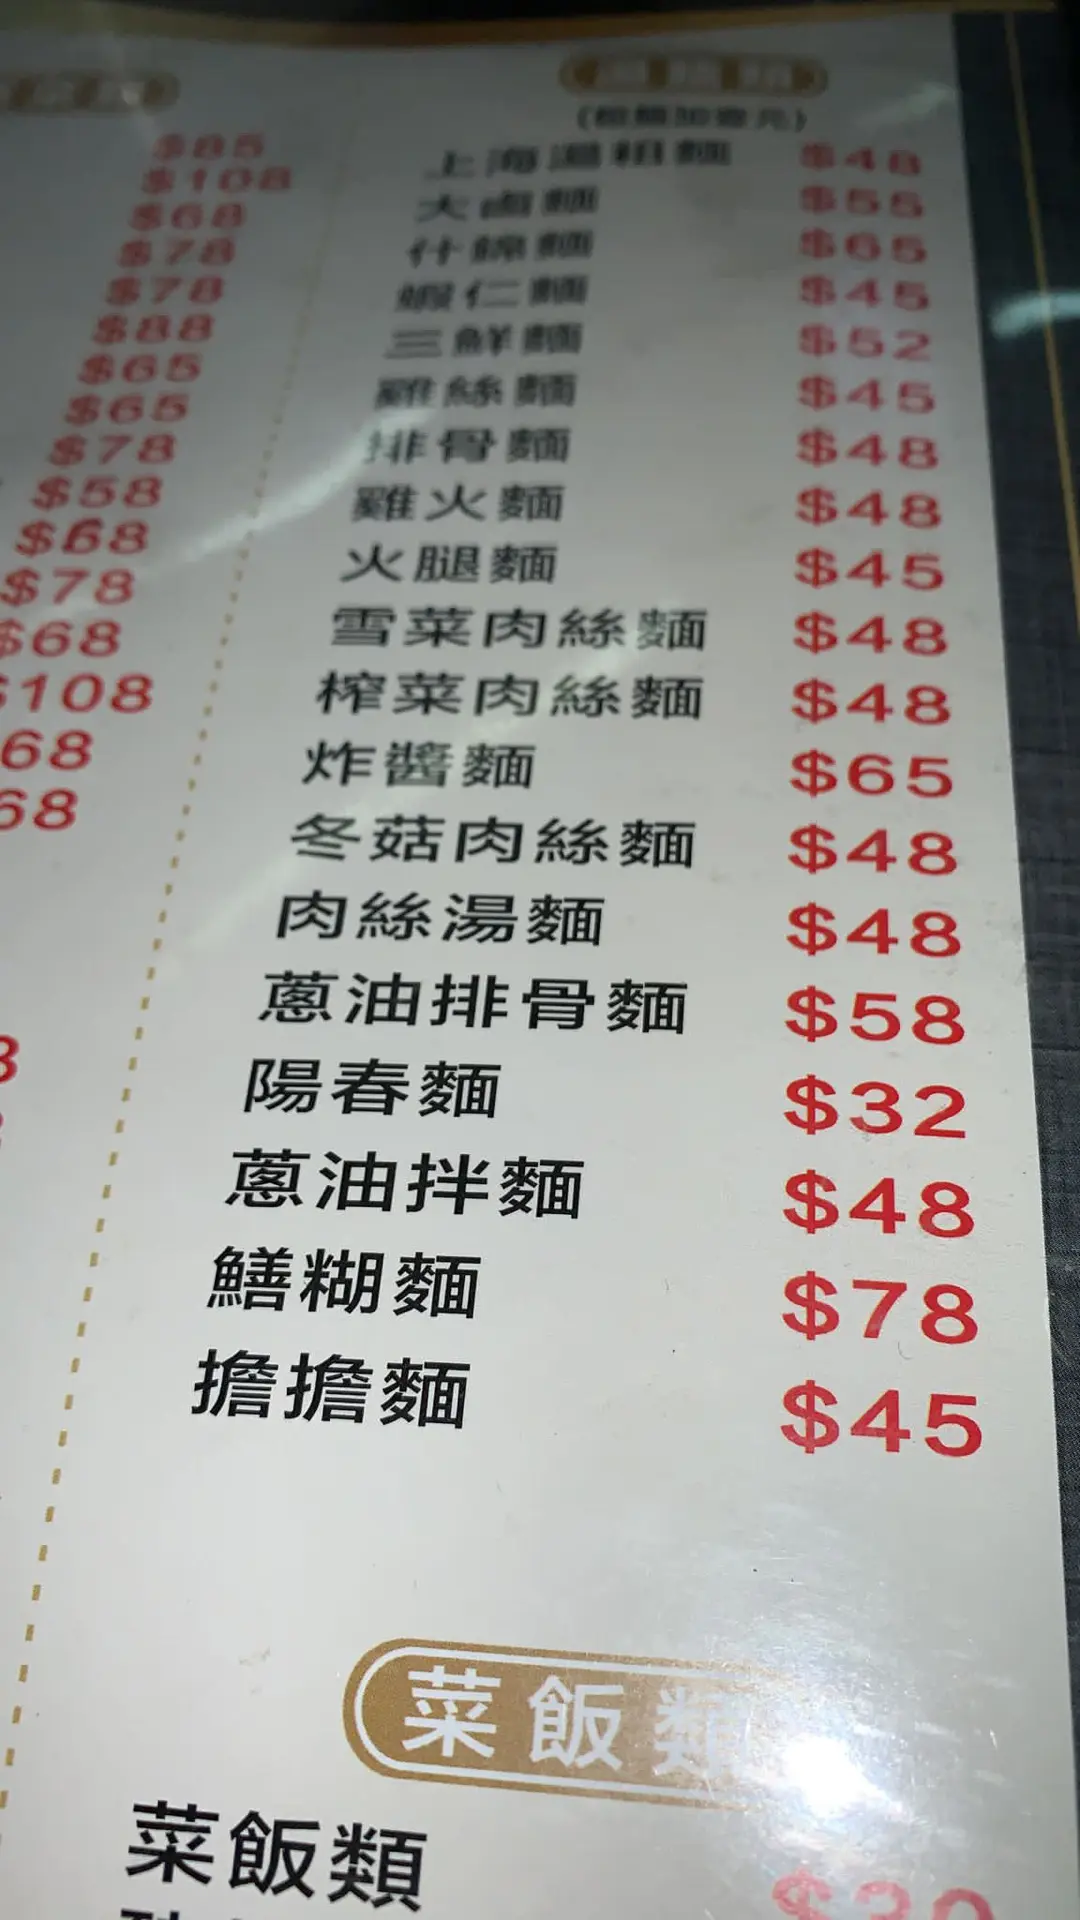 $85
$108
$68
$78
$78
$88
$65
$65
$78
$58
$68
$78
$68
$108
68
68
上海湯粗麵 $48
大鹵麵 $55
什錦麵 $65
蝦仁麵 $45
三鮮麵 $52
雞絲麵 $45
排骨麵 $48
雞火麵 $48
火腿麵 $45
雪菜肉絲麵 $48
榨菜肉絲麵 $48
炸醬麵 $65
冬菇肉絲麵 $48
肉絲湯麵 $48
蔥油排骨麵 $58
陽春麵 $32
蔥油拌麵 $48
鱔糊麵 $78
擔擔麵 $45
菜飯類
菜飯類